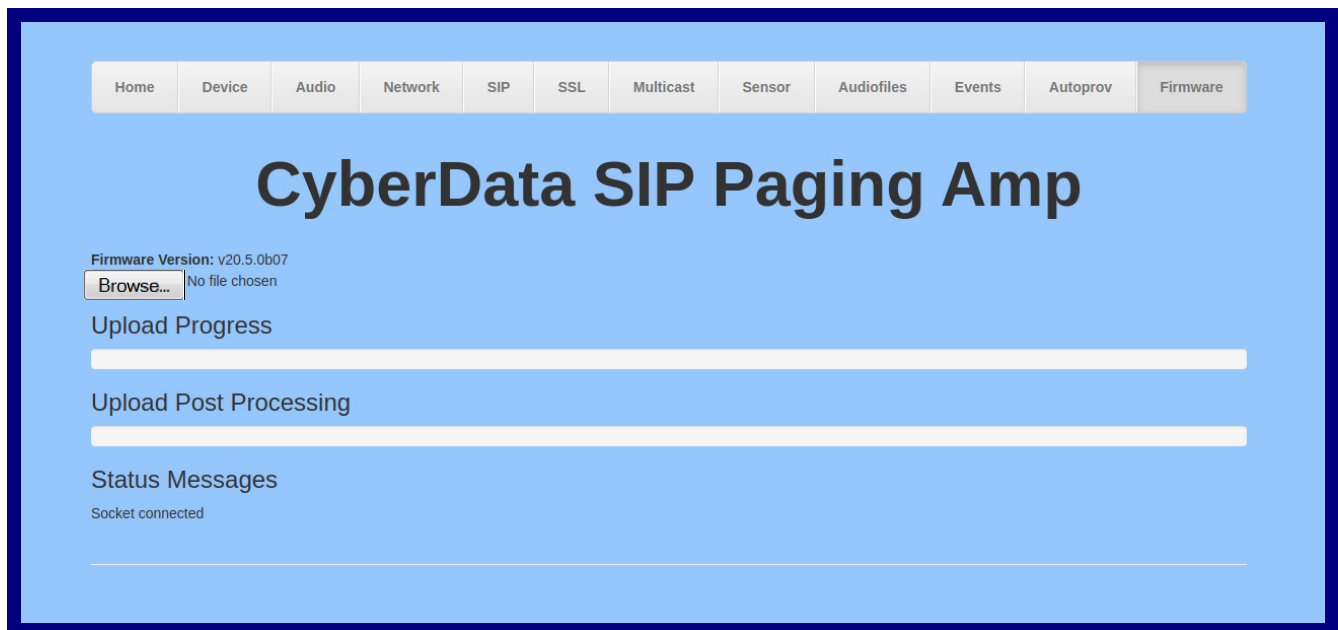 Home Device Audio Network SIP SSL Multicast Sensor Audiofiles Events Autoprov Firmware
CyberData SIP Paging Amp
Firmware Version: v20.5.0b07
Browse... No file chosen
Upload Progress
Upload Post Processing
Status Messages
Socket connected